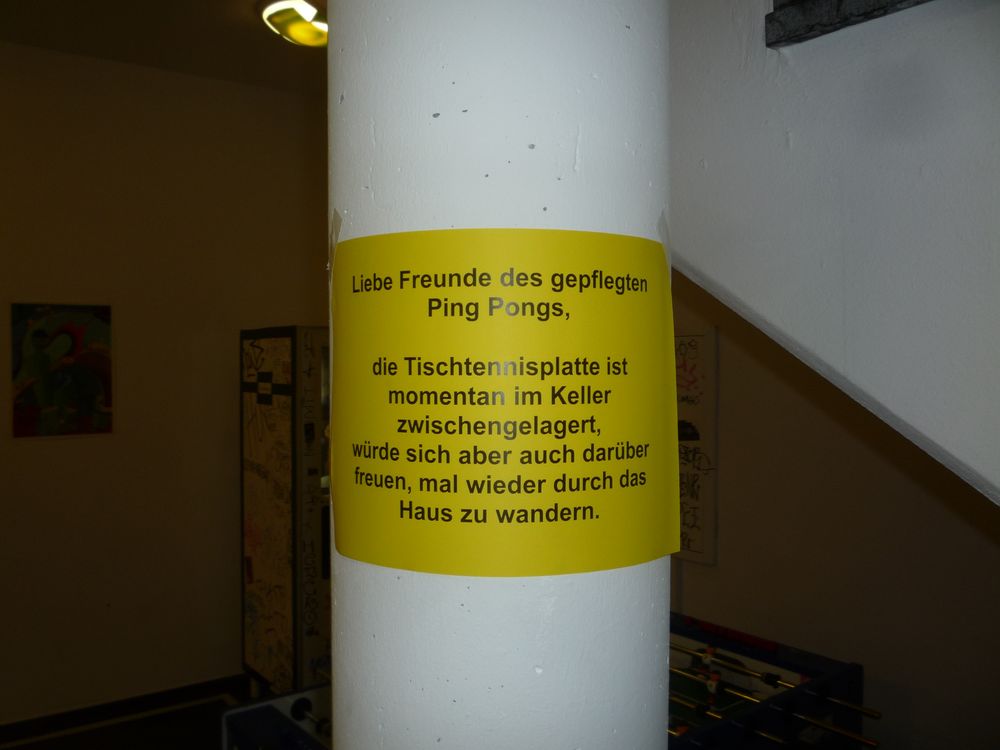 Liebe Freunde des gepflegten
Ping Pongs,
die Tischtennisplatte ist
momentan im Keller
zwischengelagert,
würde sich aber auch darüber
freuen, mal wieder durch das
Haus zu wandern.